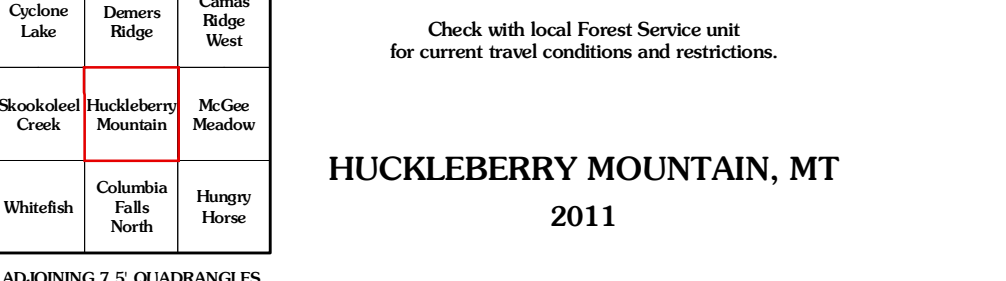 Cyclone
Lake
Demers
Ridge
Camas
Ridge
West
Skookoleel
Creek
Huckleberry
Mountain
McGee
Meadow
Whitefish
Columbia
Falls
North
Hungry
Horse
ADJOINING 7.5' QUADRANGLES
Check with local Forest Service unit
for current travel conditions and restrictions.
HUCKLEBERRY MOUNTAIN, MT
2011